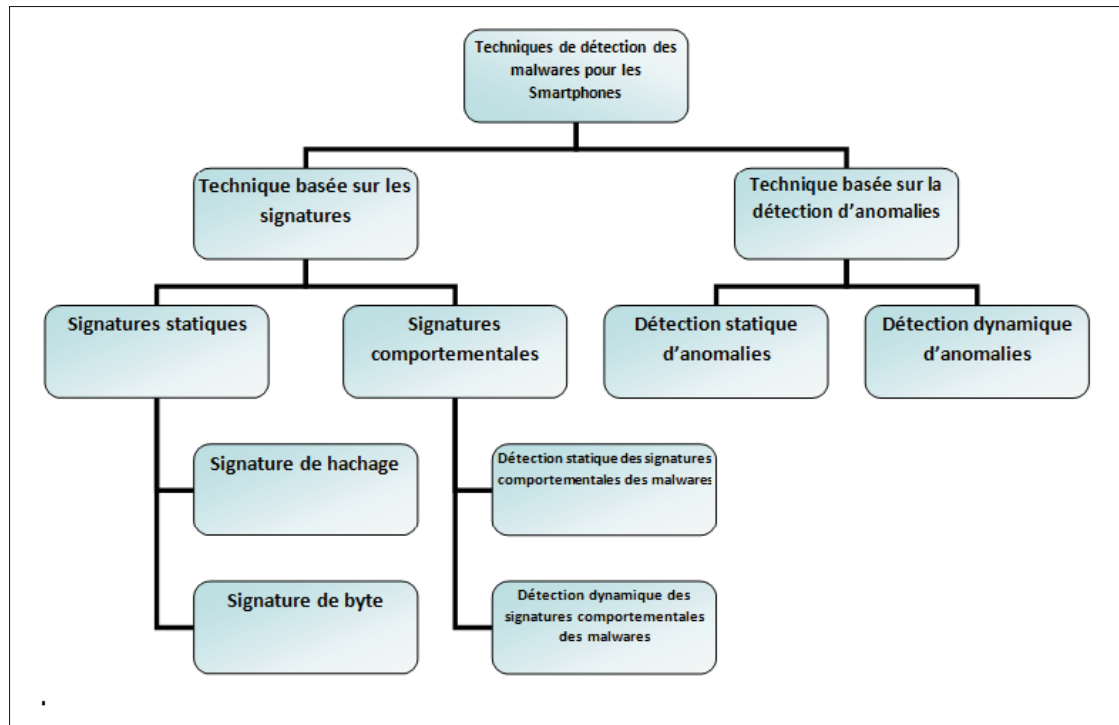 Techniques de détection des
malwares pour les
Smartphones
Technique basée sur les
signatures
Technique basée sur la
détection d’anomalies
Signatures statiques
Signatures
comportementales
Détection statique
d’anomalies
Détection dynamique
d’anomalies
Signature de hachage
Détection statique des signatures
comportementales des malwares
Signature de byte
Détection dynamique des
signatures comportementales
des malwares